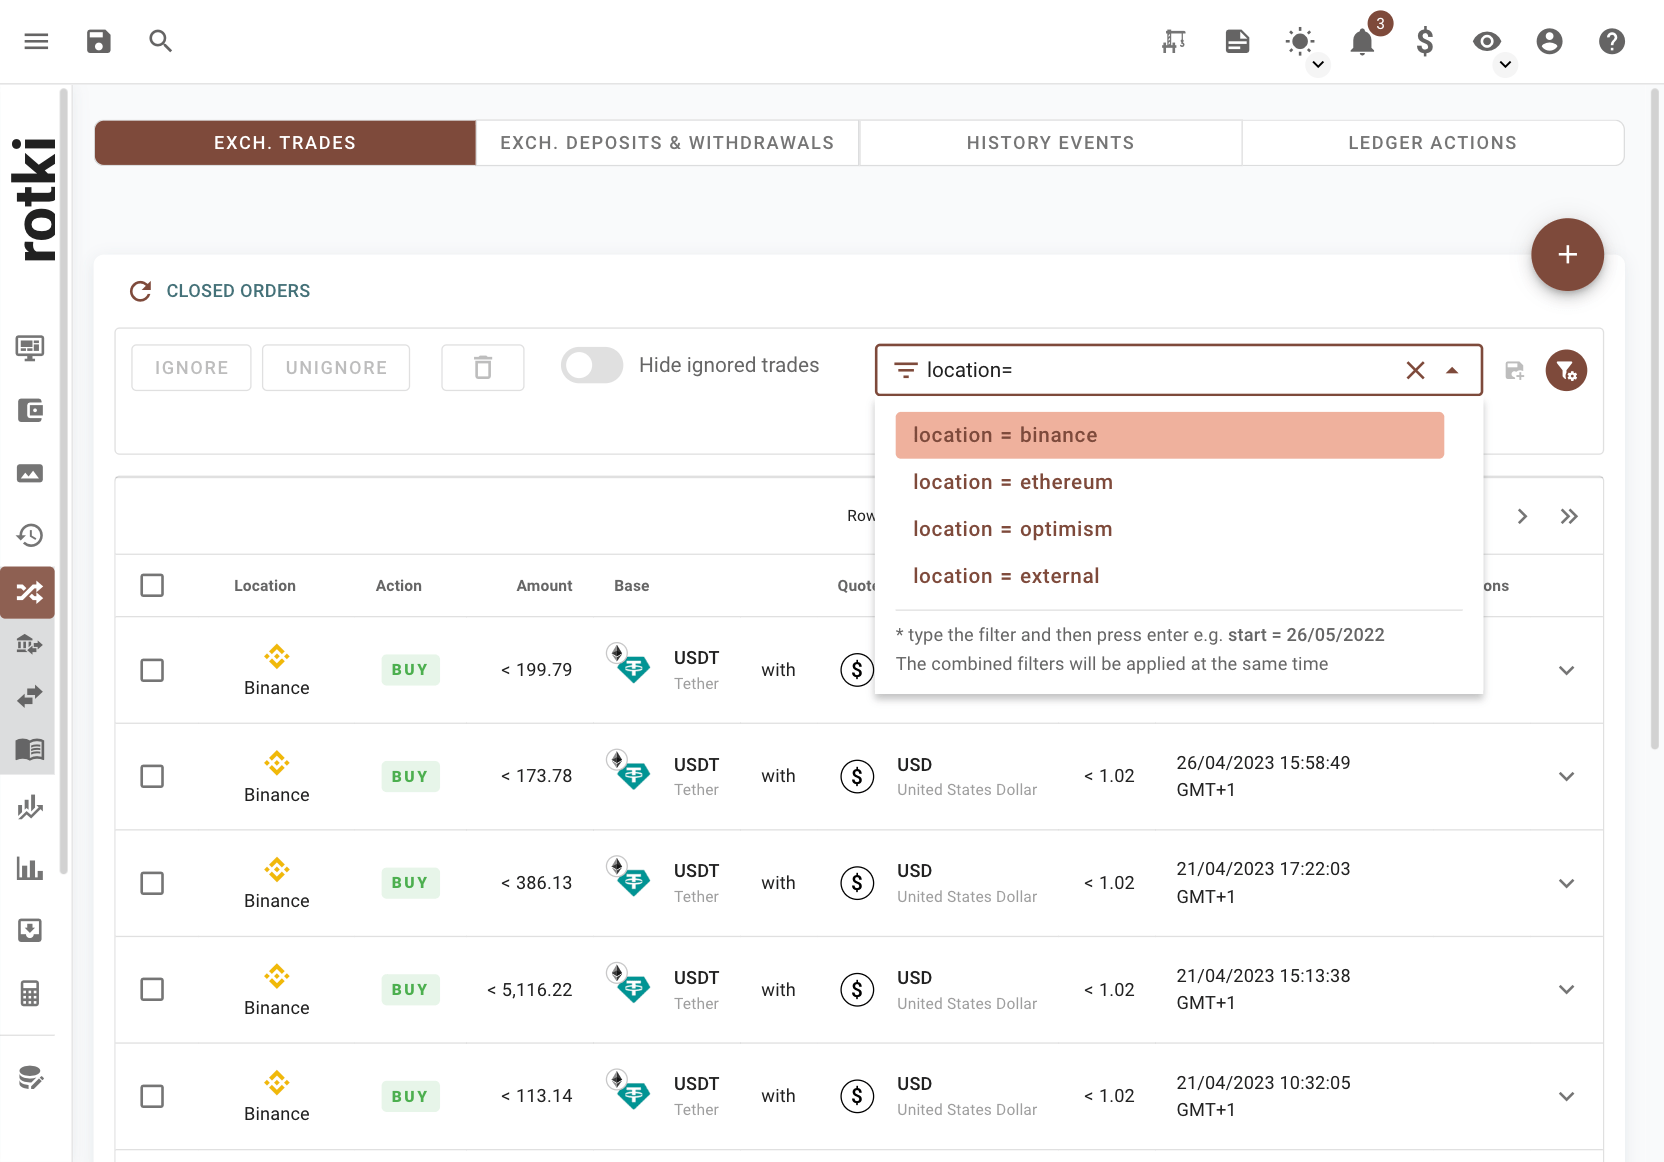 3
rotki
EXCH. TRADES
EXCH. DEPOSITS & WITHDRAWALS
HISTORY EVENTS
LEDGER ACTIONS
CLOSED ORDERS
IGNORE
UNIGNORE
Hide ignored trades
location=
location = binance
location = ethereum
location = optimism
location = external
* type the filter and then press enter e.g. start = 26/05/2022
The combined filters will be applied at the same time
Location Action Amount Base
Binance BUY < 199.79 USDT Tether with
Binance BUY < 173.78 USDT Tether with USD United States Dollar < 1.02 26/04/2023 15:58:49 GMT+1
Binance BUY < 386.13 USDT Tether with USD United States Dollar < 1.02 21/04/2023 17:22:03 GMT+1
Binance BUY < 5,116.22 USDT Tether with USD United States Dollar < 1.02 21/04/2023 15:13:38 GMT+1
Binance BUY < 113.14 USDT Tether with USD United States Dollar < 1.02 21/04/2023 10:32:05 GMT+1